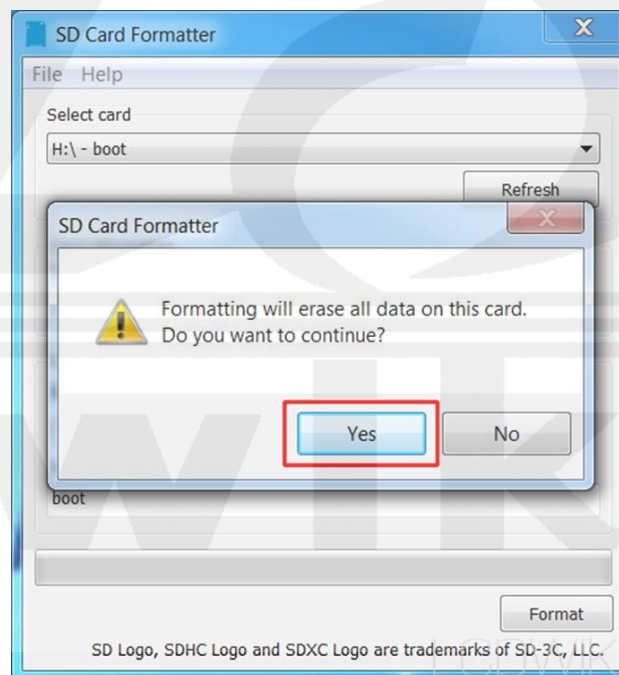 SD Card Formatter
File Help
Select card
H:\ - boot
Refresh
SD Card Formatter
Formatting will erase all data on this card.
Do you want to continue?
Yes No
boot
Format
SD Logo, SDHC Logo and SDXC Logo are trademarks of SD-3C, LLC.
LCDWIKI